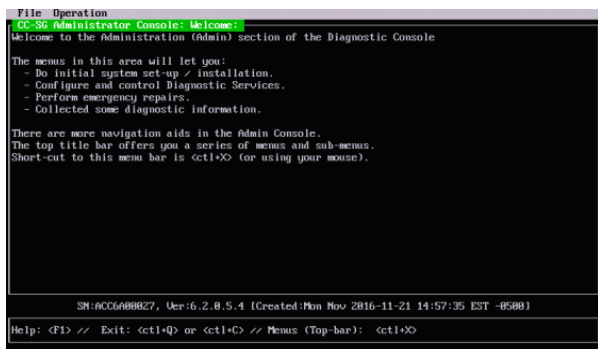 File Operation
CC-SG Administrator Console: Welcome:
Welcome to the Administration (Admin) section of the Diagnostic Console
The menus in this area will let you:
- Do initial system set-up / installation.
- Configure and control Diagnostic Services.
- Perform emergency repairs.
- Collected some diagnostic information.
There are more navigation aids in the Admin Console.
The top title bar offers you a series of menus and sub-menus.
Short-cut to this menu bar is <ctl+X> (or using your mouse).
SN:ACC6A00027, Ver:6.2.0.5.4 [Created:Mon Nov 2016-11-21 14:57:35 EST -0500]
Help: <F1> // Exit: <ctl+Q> or <ctl+C> // Menus (Top-bar): <ctl+X>